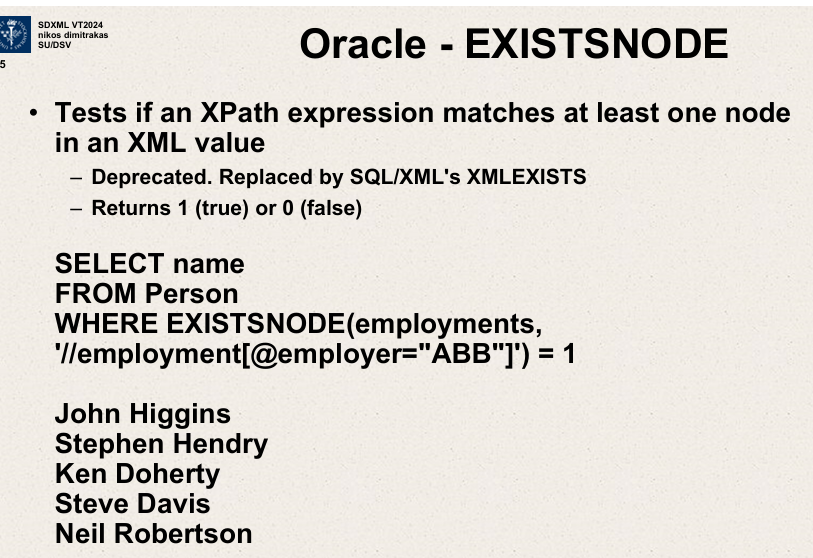 SDXML VT2024
nikos dimitrakas
SU/DSV
5
Oracle - EXISTSNODE
• Tests if an XPath expression matches at least one node
in an XML value
– Deprecated. Replaced by SQL/XML's XMLEXISTS
– Returns 1 (true) or 0 (false)
SELECT name
FROM Person
WHERE EXISTSNODE(employments,
'//employment[@employer="ABB"]') = 1
John Higgins
Stephen Hendry
Ken Doherty
Steve Davis
Neil Robertson